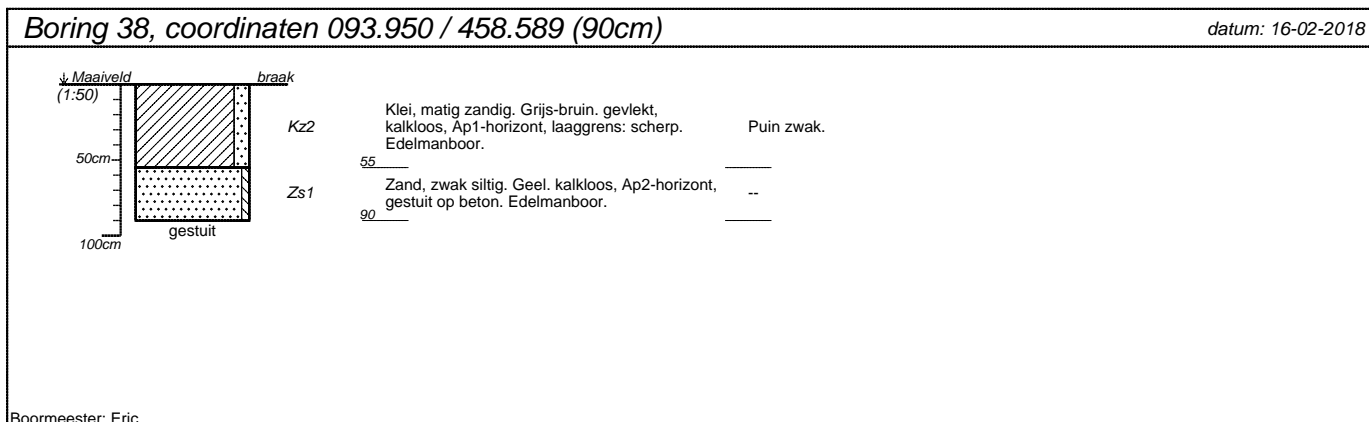 Boring 38, coordinaten 093.950 / 458.589 (90cm)
datum: 16-02-2018
Maaiveld
braak
(1:50)
Kz2
Klei, matig zandig. Grijs-bruin. gevlekt,
kalkloos, Ap1-horizont, laaggrens: scherp.
Edelmanboor.
Puin zwak.
50cm
55
Zs1
Zand, zwak siltig. Geel. kalkloos, Ap2-horizont,
gestuit op beton. Edelmanboor.
--
90
gestuit
100cm
Boormeester: Eric